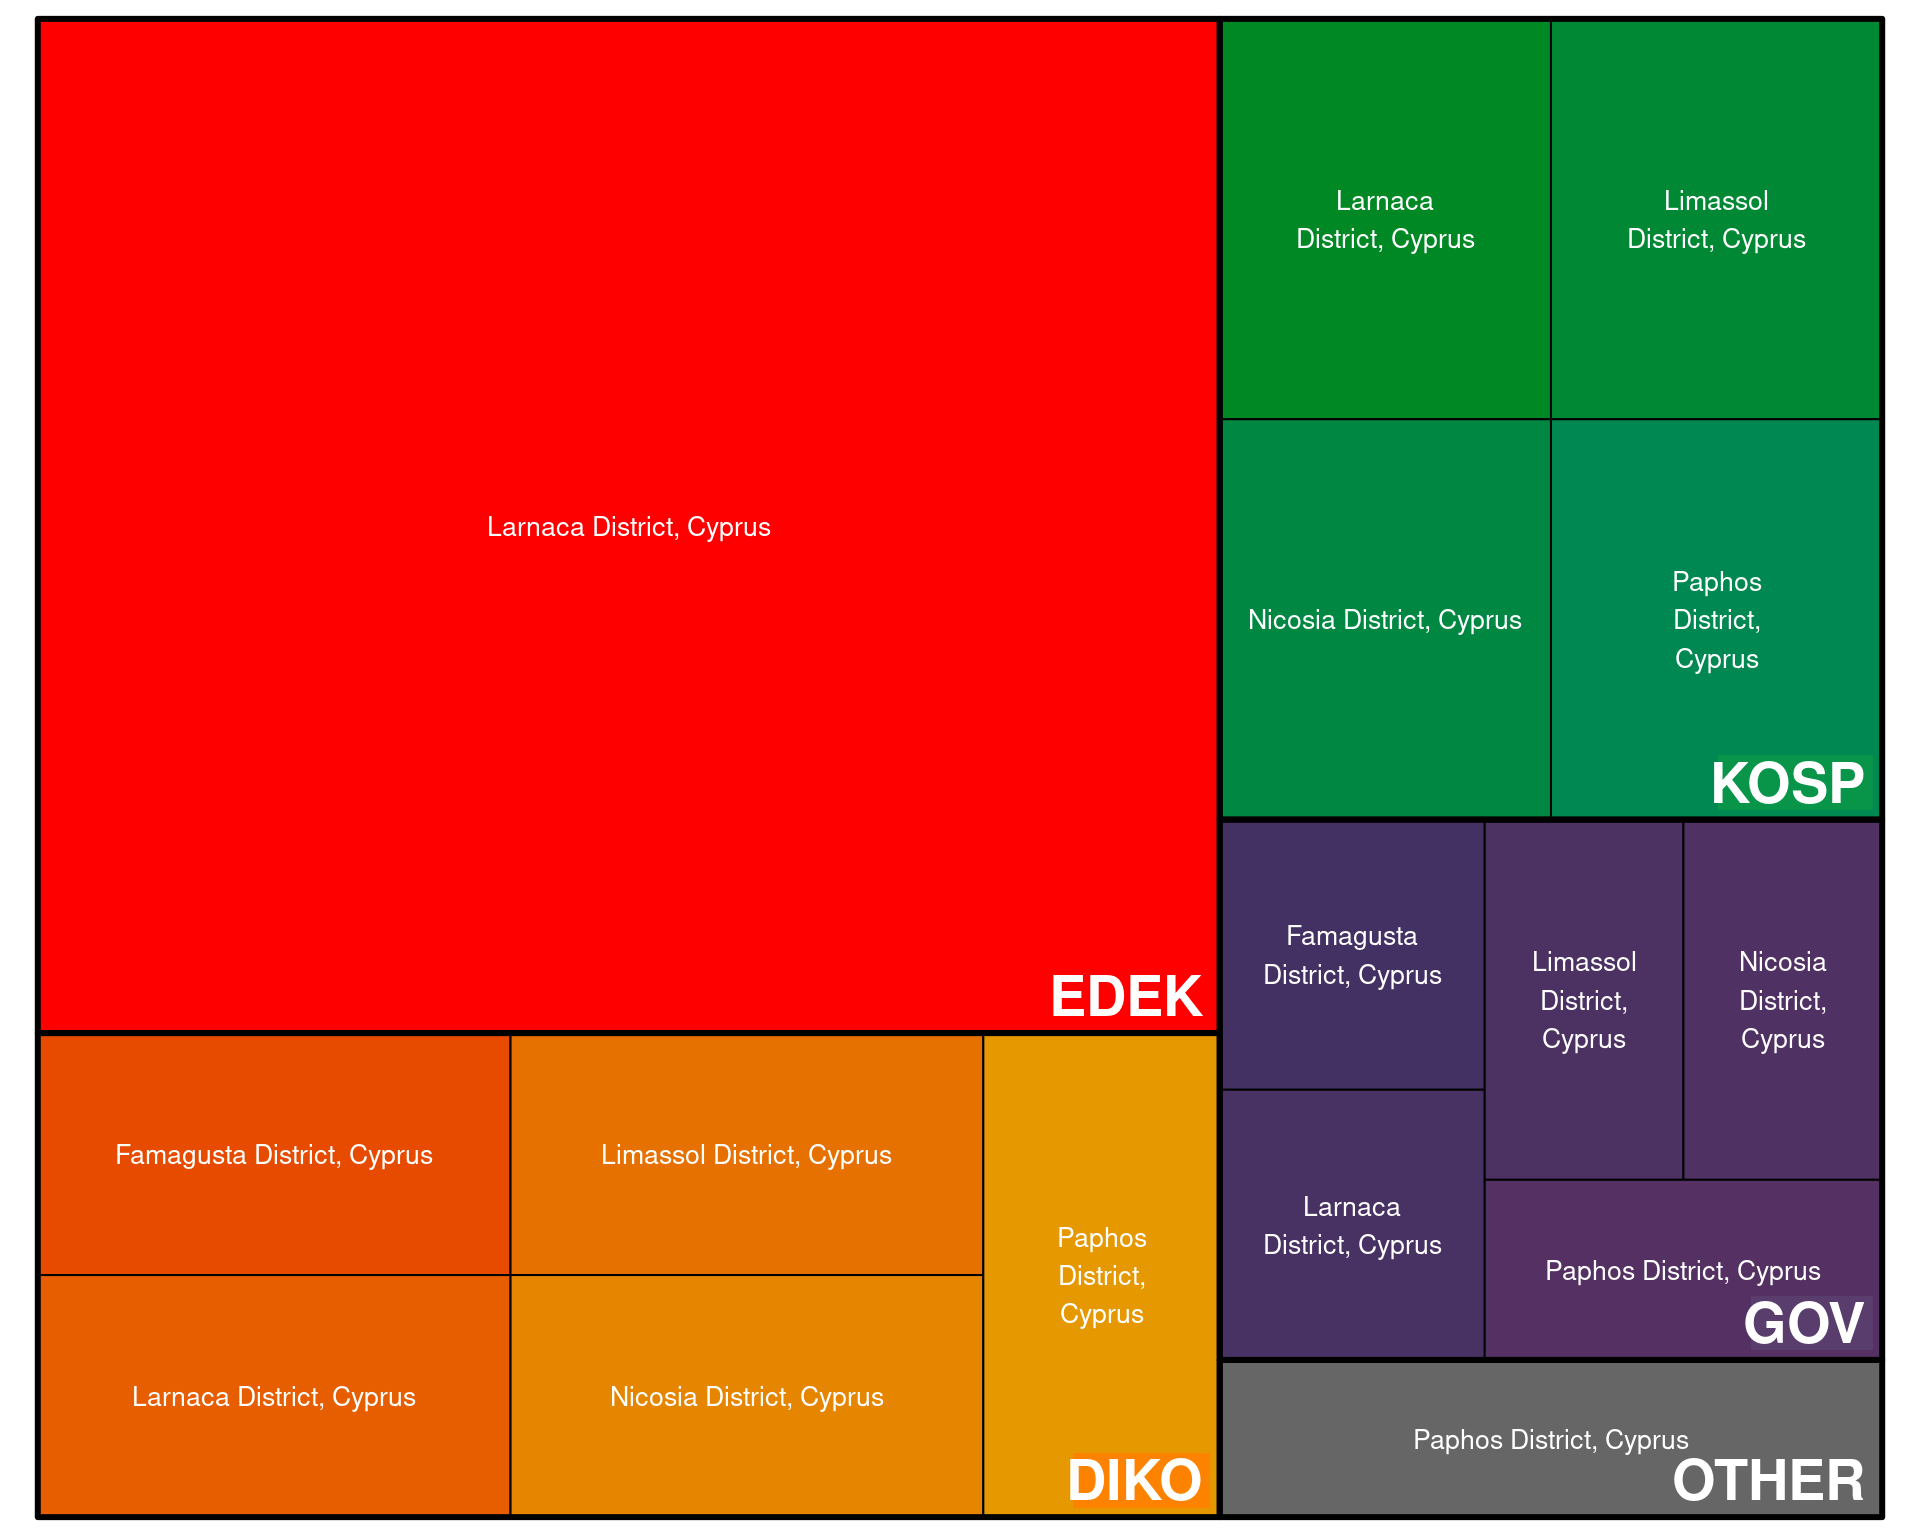 Larnaca District, Cyprus
EDEK
Famagusta District, Cyprus
Larnaca District, Cyprus
Limassol District, Cyprus
Nicosia District, Cyprus
Paphos
District,
Cyprus
DIKO
Larnaca
District, Cyprus
Limassol
District, Cyprus
Nicosia District, Cyprus
Paphos
District,
Cyprus
KOSP
Famagusta
District, Cyprus
Larnaca
District, Cyprus
Limassol
District,
Cyprus
Nicosia
District,
Cyprus
Paphos District, Cyprus
GOV
Paphos District, Cyprus
OTHER